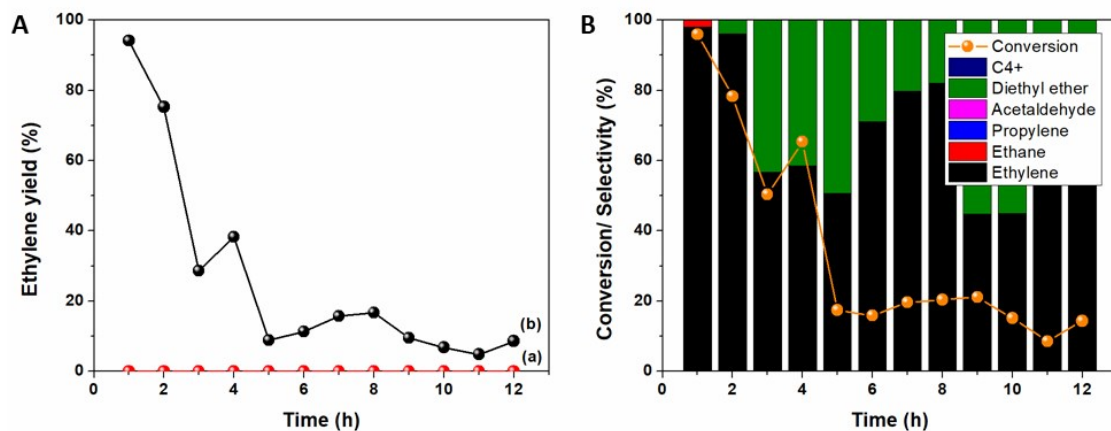 A
Ethylene yield (%)
100
80
60
40
20
0
0 2 4 6 8 10 12
Time (h)
(b)
(a)
B
Conversion/ Selectivity (%)
100
80
60
40
20
0
0 2 4 6 8 10 12
Time (h)
Conversion
C4+
Diethyl ether
Acetaldehyde
Propylene
Ethane
Ethylene